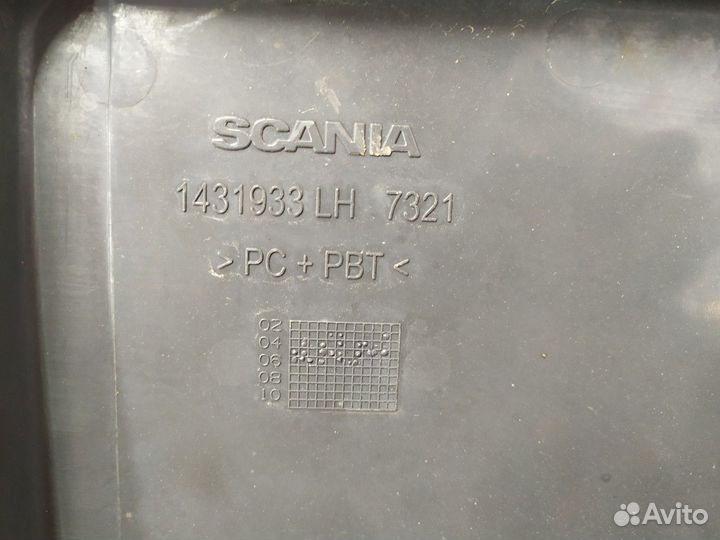 SCANIA
1431933 LH 7321
> PC + PBT <
02
04
06
08
10
Avito